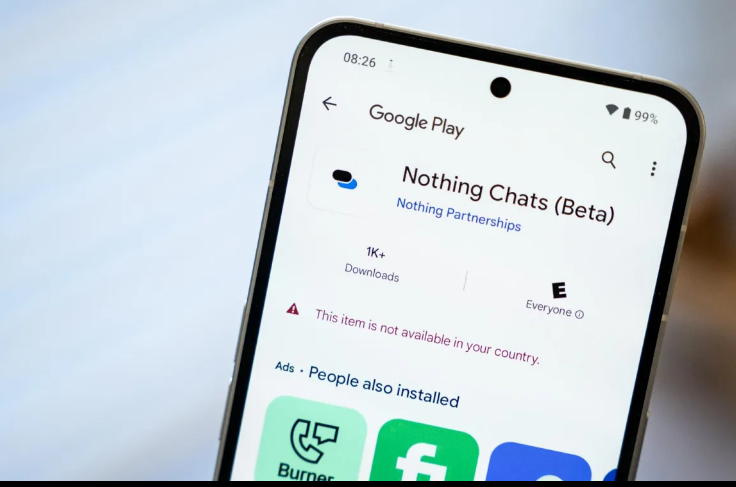 08:26
99%
Google Play
Nothing Chats (Beta)
Nothing Partnerships
1K+
Downloads
E
Everyone
This item is not available in your country.
Ads · People also installed
Burner
fi